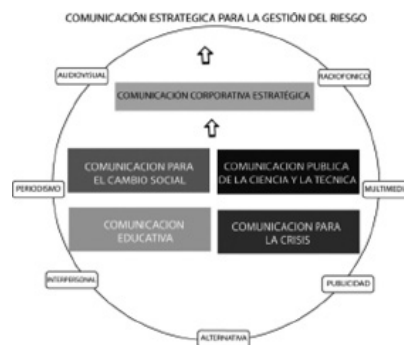 COMUNICACIÓN ESTRATEGICA PARA LA GESTIÓN DEL RIESGO
AUDIOVISUAL
RADIOFONICO
COMUNICACIÓN CORPORATIVA ESTRATÉGICA
COMUNICACION PARA
EL CAMBIO SOCIAL
COMUNICACION PUBLICA
DE LA CIENCIA Y LA TECNICA
PERIODISMO
MULTIMEDIA
COMUNICACION
EDUCATIVA
COMUNICACION PARA
LA CRISIS
INTERPERSONAL
PUBLICIDAD
ALTERNATIVA